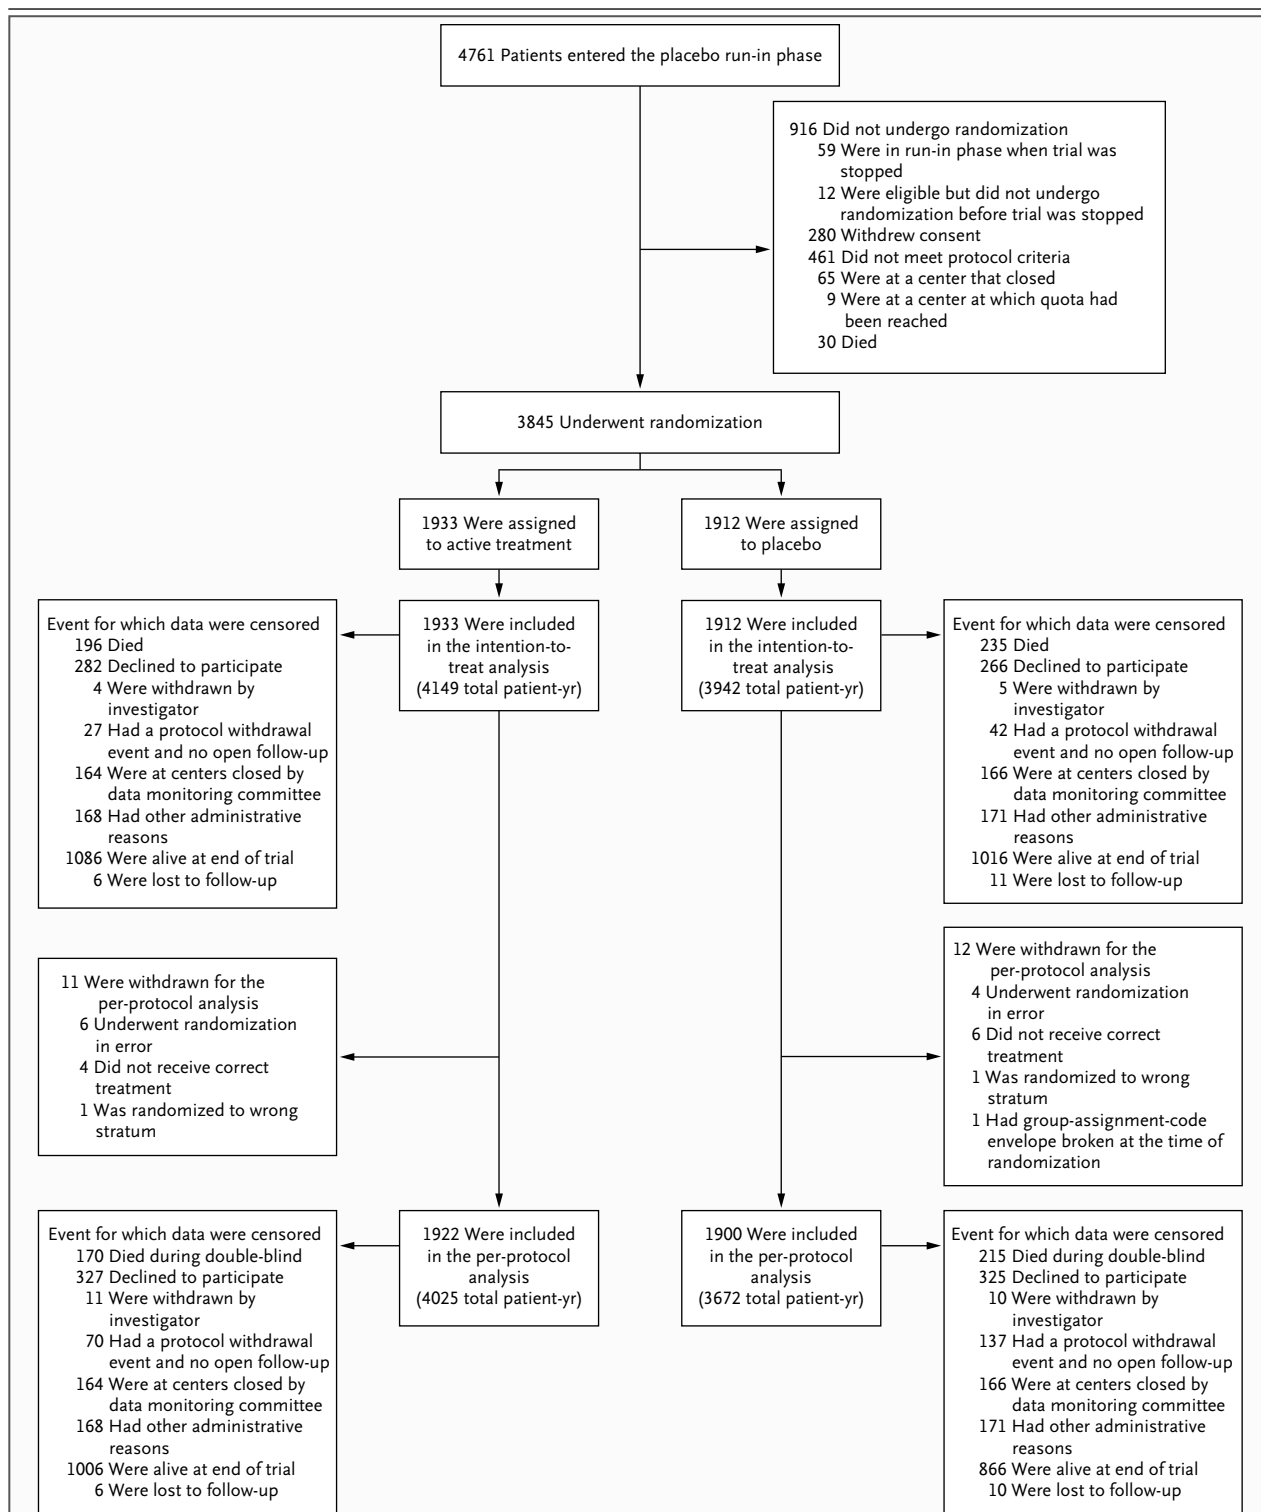 4761 Patients entered the placebo run-in phase
916 Did not undergo randomization
59 Were in run-in phase when trial was
stopped
12 Were eligible but did not undergo
randomization before trial was stopped
280 Withdrew consent
461 Did not meet protocol criteria
65 Were at a center that closed
9 Were at a center at which quota had
been reached
30 Died
3845 Underwent randomization
1933 Were assigned
to active treatment
1912 Were assigned
to placebo
Event for which data were censored
196 Died
282 Declined to participate
4 Were withdrawn by
investigator
27 Had a protocol withdrawal
event and no open follow-up
164 Were at centers closed by
data monitoring committee
168 Had other administrative
reasons
1086 Were alive at end of trial
6 Were lost to follow-up
1933 Were included
in the intention-to-
treat analysis
(4149 total patient-yr)
1912 Were included
in the intention-to-
treat analysis
(3942 total patient-yr)
Event for which data were censored
235 Died
266 Declined to participate
5 Were withdrawn by
investigator
42 Had a protocol withdrawal
event and no open follow-up
166 Were at centers closed by
data monitoring committee
171 Had other administrative
reasons
1016 Were alive at end of trial
11 Were lost to follow-up
11 Were withdrawn for the
per-protocol analysis
6 Underwent randomization
in error
4 Did not receive correct
treatment
1 Was randomized to wrong
stratum
12 Were withdrawn for the
per-protocol analysis
4 Underwent randomization
in error
6 Did not receive correct
treatment
1 Was randomized to wrong
stratum
1 Had group-assignment-code
envelope broken at the time of
randomization
Event for which data were censored
170 Died during double-blind
327 Declined to participate
11 Were withdrawn by
investigator
70 Had a protocol withdrawal
event and no open follow-up
164 Were at centers closed by
data monitoring committee
168 Had other administrative
reasons
1006 Were alive at end of trial
6 Were lost to follow-up
1922 Were included
in the per-protocol
analysis
(4025 total patient-yr)
1900 Were included
in the per-protocol
analysis
(3672 total patient-yr)
Event for which data were censored
215 Died during double-blind
325 Declined to participate
10 Were withdrawn by
investigator
137 Had a protocol withdrawal
event and no open follow-up
166 Were at centers closed by
data monitoring committee
171 Had other administrative
reasons
866 Were alive at end of trial
10 Were lost to follow-up